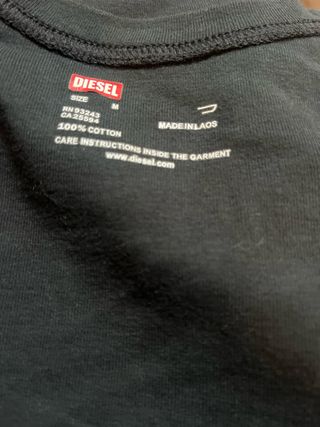 DIESEL
SIZE M
RN 93243
CA 25594
100% COTTON
MADE IN LAOS
CARE INSTRUCTIONS INSIDE THE GARMENT
www.diesel.com